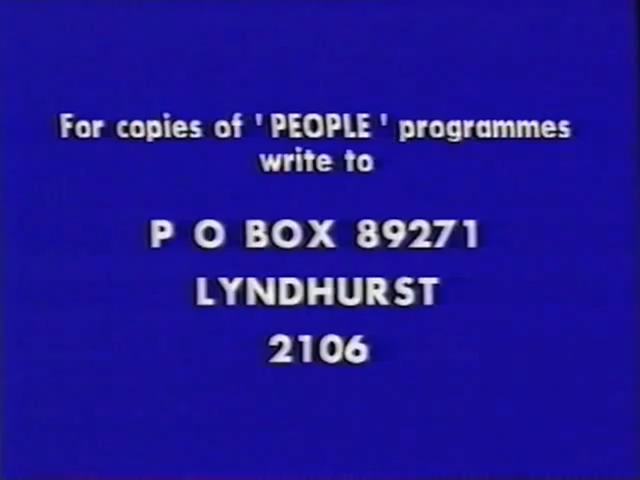 For copies of 'PEOPLE' programmes
write to
P O BOX 89271
LYNDHURST
2106